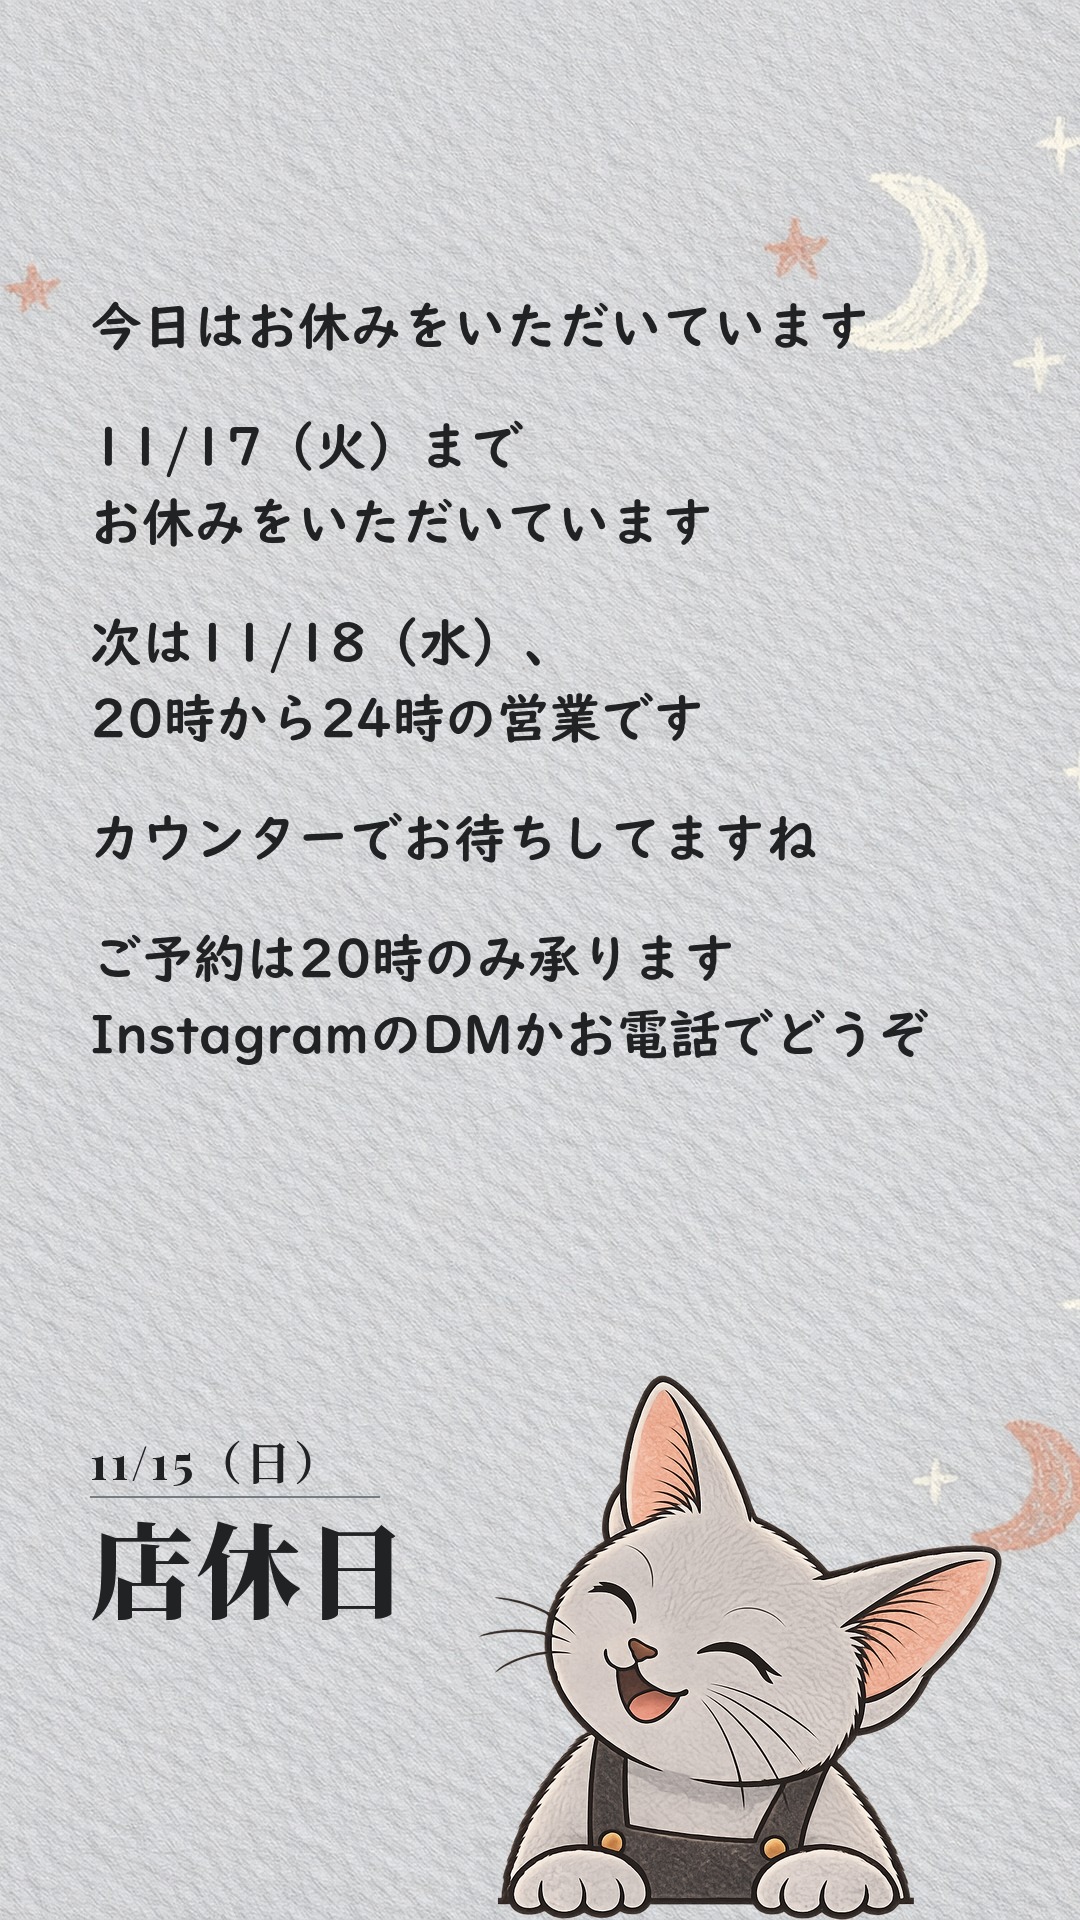 今日はお休みをいただいています
11/17（火）まで
お休みをいただいています
次は11/18（水）、
20時から24時の営業です
カウンターでお待ちしてますね
ご予約は20時のみ承ります
InstagramのDMかお電話でどうぞ
11/15（日）
店休日